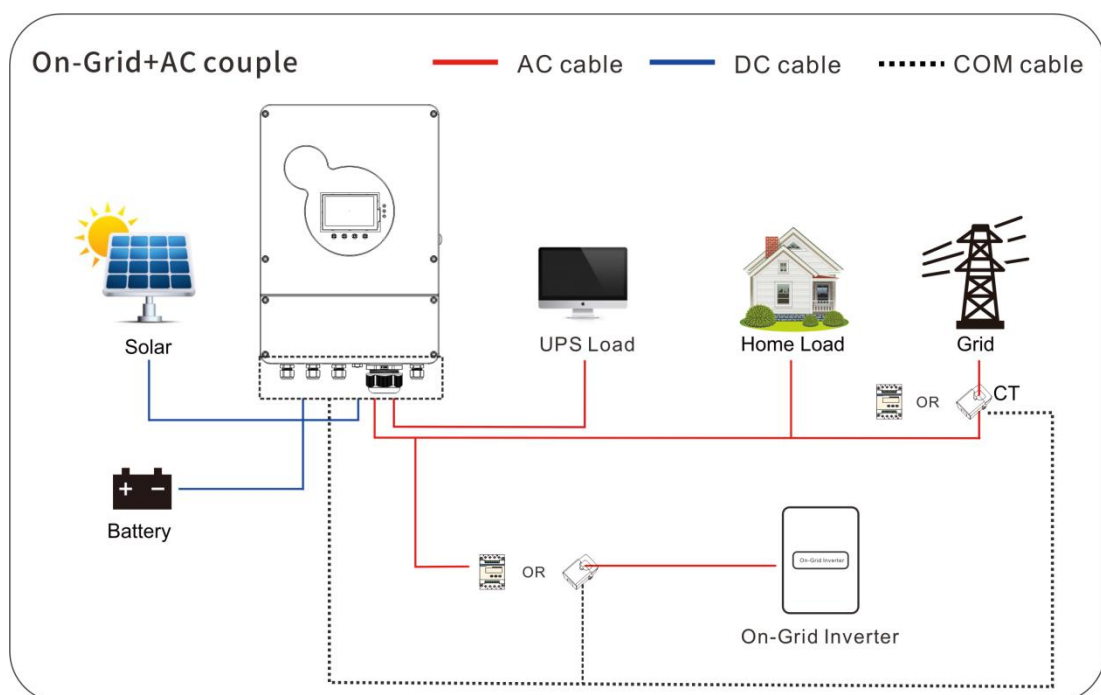 On-Grid+AC couple
AC cable
DC cable
COM cable
Solar
UPS Load
Home Load
Grid
OR
CT
Battery
+ −
OR
On-Grid Inverter
On-Grid Inverter